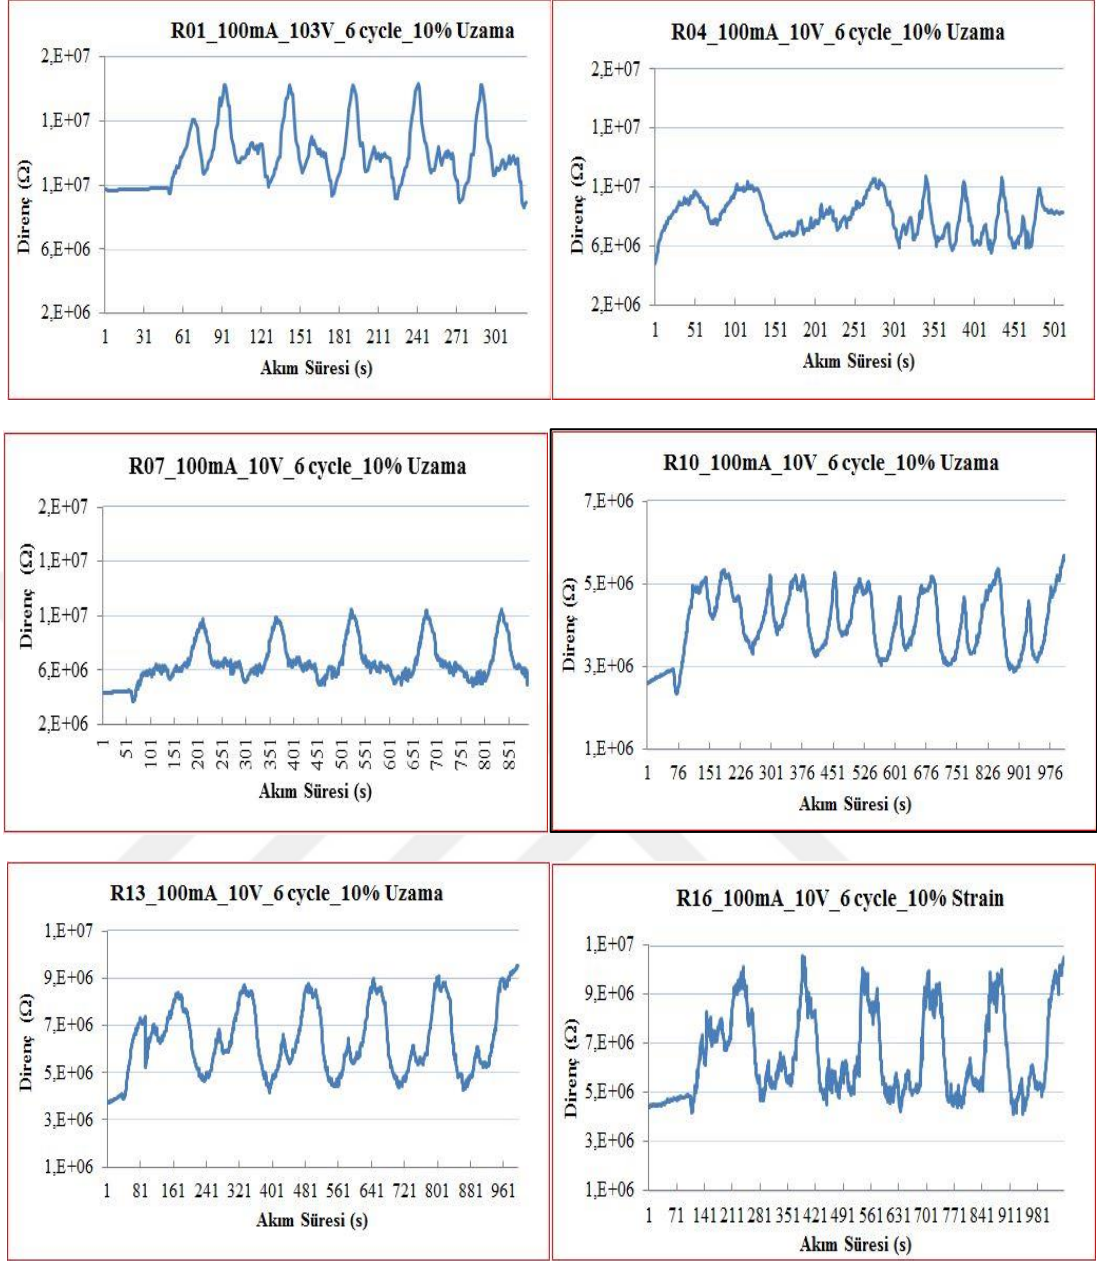 R01_100mA_103V_6 cycle_10% Uzama
2,E+07
1,E+07
1,E+07
6,E+06
2,E+06
Direnç (Ω)
1 31 61 91 121 151 181 211 241 271 301
Akım Süresi (s)
R04_100mA_10V_6 cycle_10% Uzama
2,E+07
1,E+07
1,E+07
6,E+06
2,E+06
Direnç (Ω)
1 51 101 151 201 251 301 351 401 451 501
Akım Süresi (s)
R07_100mA_10V_6 cycle_10% Uzama
2,E+07
1,E+07
1,E+07
6,E+06
2,E+06
Direnç (Ω)
1 51 101 151 201 251 301 351 401 451 501 551 601 651 701 751 801 851
Akım Süresi (s)
R10_100mA_10V_6 cycle_10% Uzama
7,E+06
5,E+06
3,E+06
1,E+06
Direnç (Ω)
1 76 151 226 301 376 451 526 601 676 751 826 901 976
Akım Süresi (s)
R13_100mA_10V_6 cycle_10% Uzama
1,E+07
9,E+06
7,E+06
5,E+06
3,E+06
1,E+06
Direnç (Ω)
1 81 161 241 321 401 481 561 641 721 801 881 961
Akım Süresi (s)
R16_100mA_10V_6 cycle_10% Strain
1,E+07
9,E+06
7,E+06
5,E+06
3,E+06
1,E+06
Direnç (Ω)
1 71 141 211 281 351 421 491 561 631 701 771 841 911 981
Akım Süresi (s)